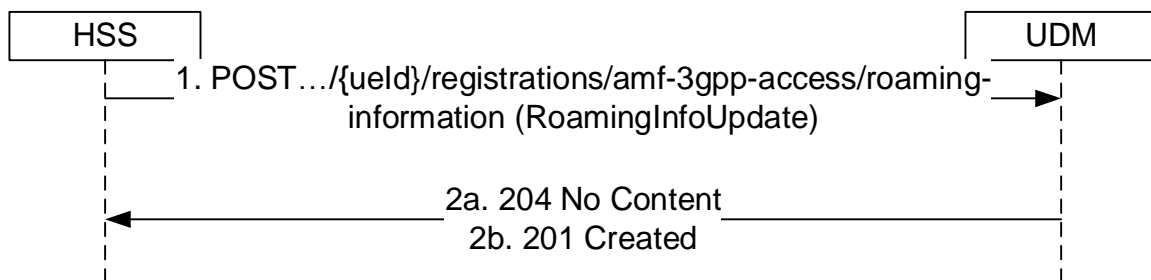 HSS
UDM
1. POST…/{ueId}/registrations/amf-3gpp-access/roaming-
information (RoamingInfoUpdate)
2a. 204 No Content
2b. 201 Created